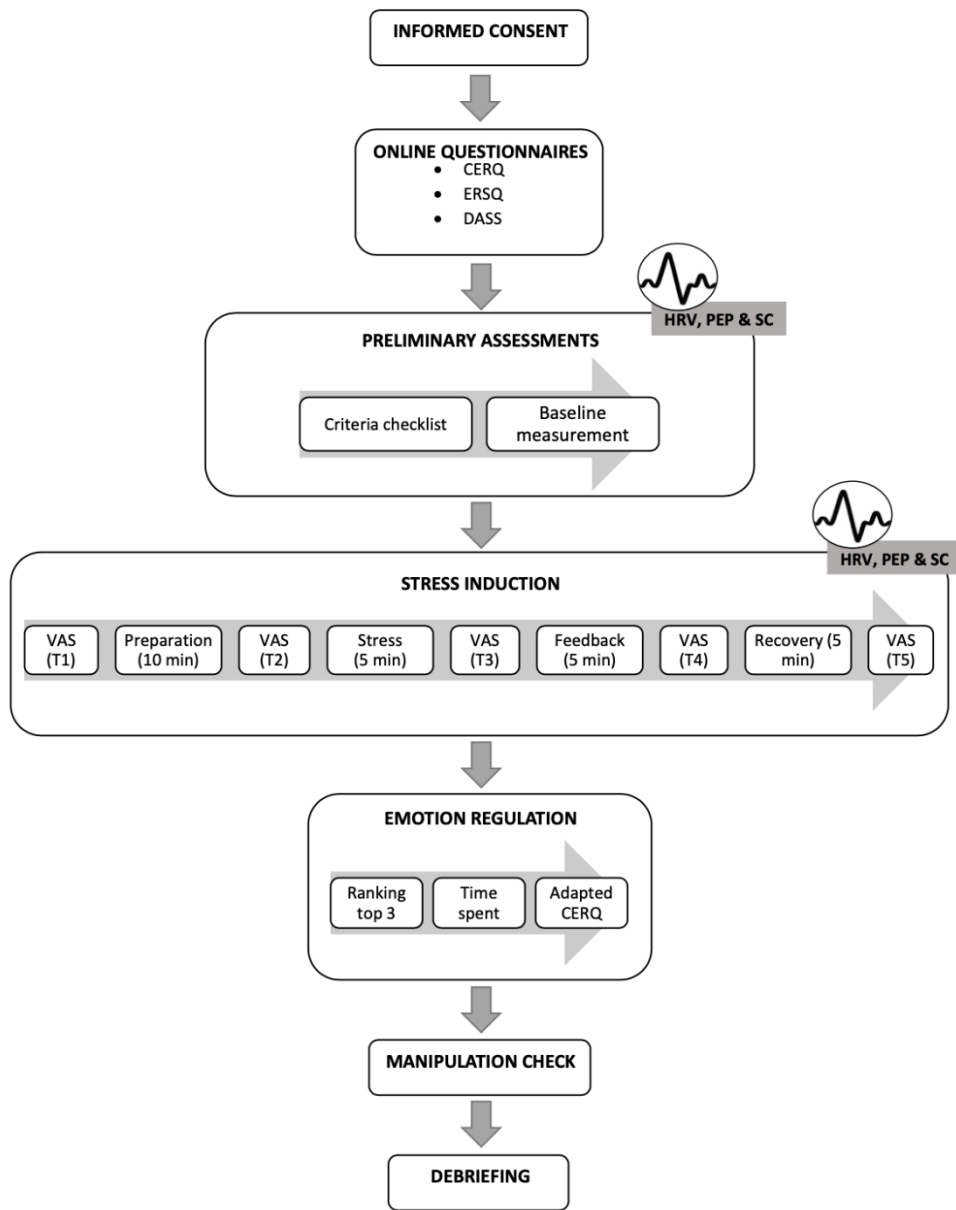 INFORMED CONSENT
ONLINE QUESTIONNAIRES
• CERQ
• ERSQ
• DASS
HRV, PEP & SC
PRELIMINARY ASSESSMENTS
Criteria checklist
Baseline
measurement
HRV, PEP & SC
STRESS INDUCTION
VAS
(T1)
Preparation
(10 min)
VAS
(T2)
Stress
(5 min)
VAS
(T3)
Feedback
(5 min)
VAS
(T4)
Recovery (5
min)
VAS
(T5)
EMOTION REGULATION
Ranking
top 3
Time
spent
Adapted
CERQ
MANIPULATION CHECK
DEBRIEFING